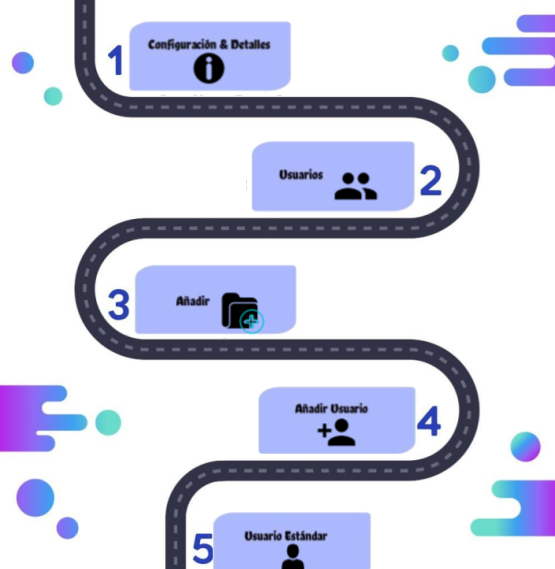 1
Configuración & Detalles
Usuarios
2
3
Añadir
Añadir Usuario
4
5
Usuario Estándar